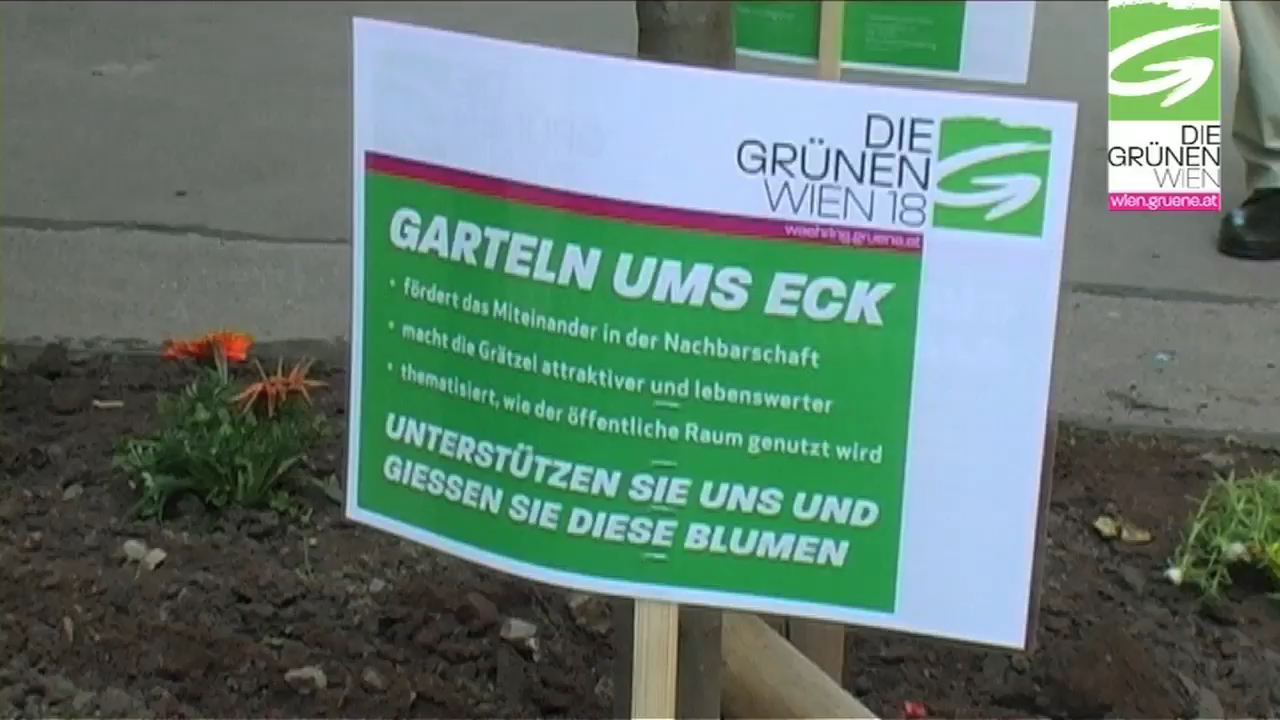 DIE
GRÜNEN
WIEN 18
waehring.gruene.at
GARTELN UMS ECK
• fördert das Miteinander in der Nachbarschaft
• macht die Grätzel attraktiver und lebenswerter
• thematisiert, wie der öffentliche Raum genutzt wird
UNTERSTÜTZEN SIE UNS UND
GIESSEN SIE DIESE BLUMEN
DIE
GRÜNEN
WIEN
wien.gruene.at